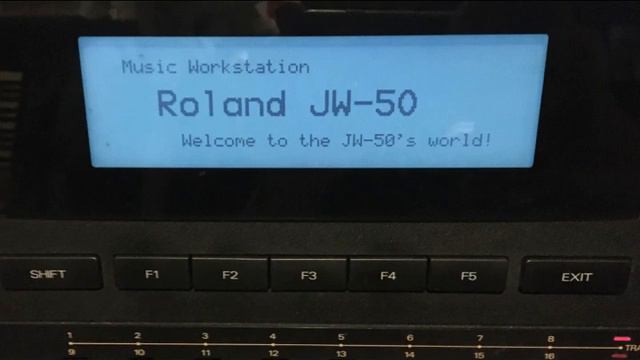 Music Workstation
Roland JW-50
Welcome to the JW-50's world!
SHIFT F1 F2 F3 F4 F5 EXIT
1 2 3 4 5 6 7 8
9 10 11 12 13 14 15 16